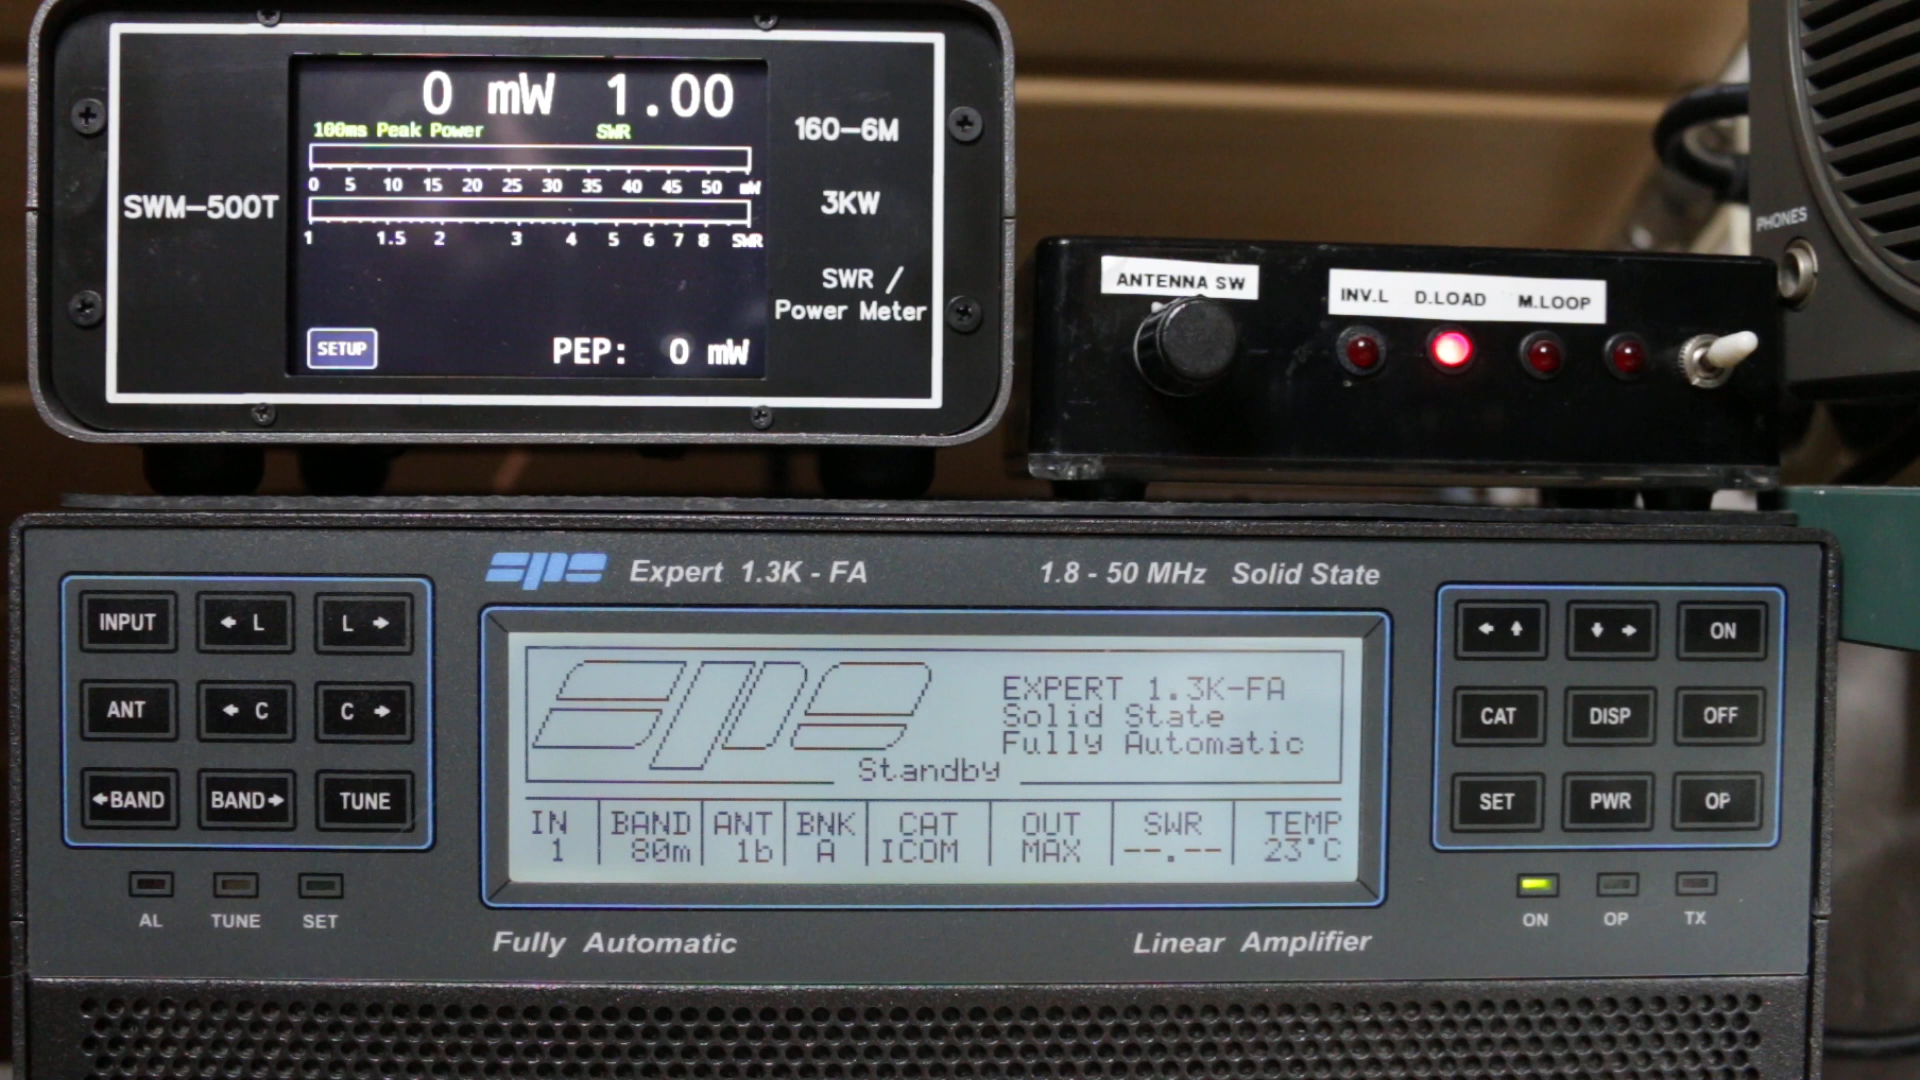 0 mW 1.00
100ms Peak Power SWR
0 5 10 15 20 25 30 35 40 45 50 mW
1 1.5 2 3 4 5 6 7 8 SWR
SETUP PEP: 0 mW
SWM-500T
160-6M
3KW
SWR /
Power Meter
ANTENNA SW
INV.L D.LOAD M.LOOP
PHONES
spe Expert 1.3K - FA 1.8 - 50 MHz Solid State
INPUT ← L L →
ANT ← C C →
←BAND BAND→ TUNE
AL TUNE SET
spe
EXPERT 1.3K-FA
Solid State
Fully Automatic
Standby
IN BAND ANT BNK CAT OUT SWR TEMP
1 80m 1b A ICOM MAX --.-- 23°C
← ↑ ↓ → ON
CAT DISP OFF
SET PWR OP
ON OP TX
Fully Automatic Linear Amplifier